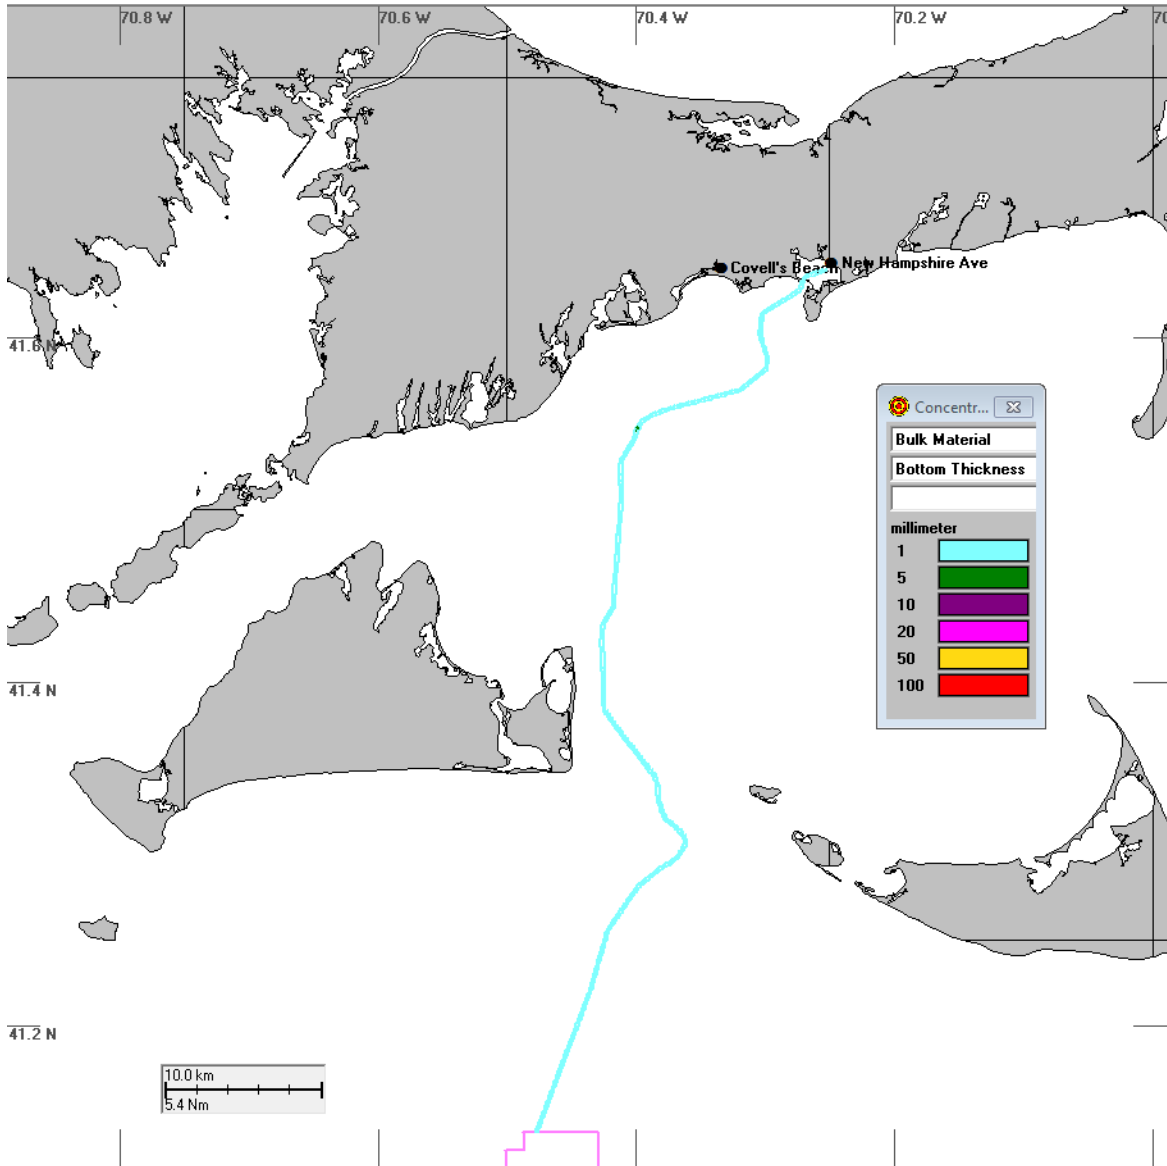 70.8 W
70.6 W
70.4 W
70.2 W
70
Covell's Beach
New Hampshire Ave
41.6 N
Concentr...
Bulk Material
Bottom Thickness
millimeter
1
5
10
20
50
100
41.4 N
41.2 N
10.0 km
5.4 Nm